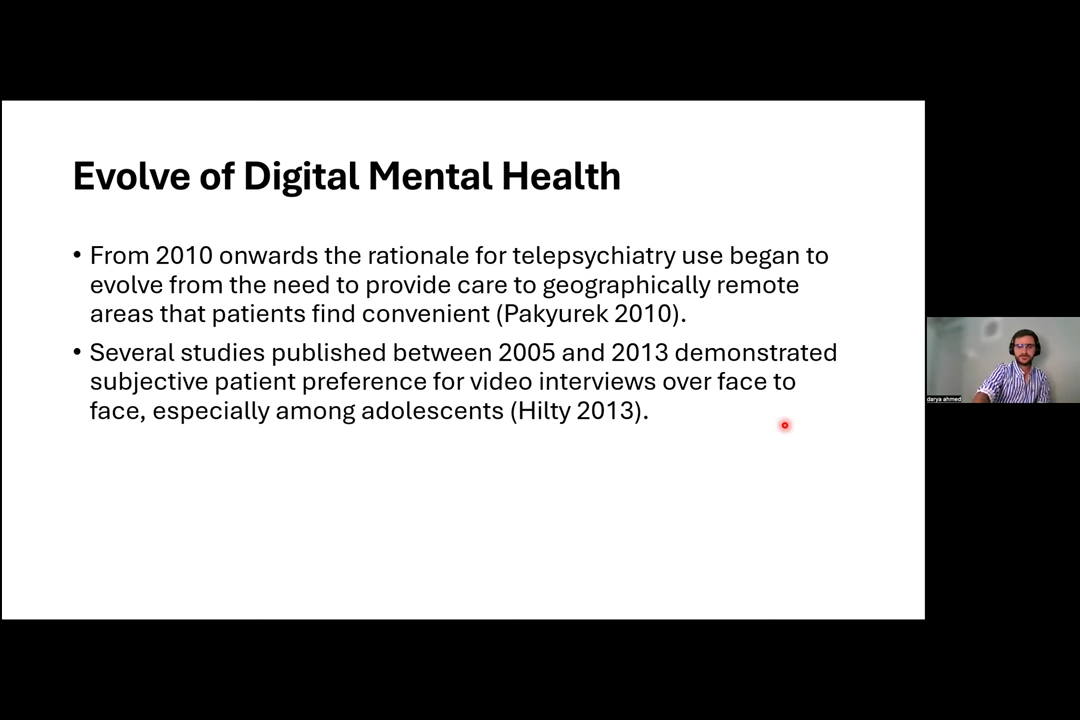 Evolve of Digital Mental Health
• From 2010 onwards the rationale for telepsychiatry use began to
evolve from the need to provide care to geographically remote
areas that patients find convenient (Pakyurek 2010).
• Several studies published between 2005 and 2013 demonstrated
subjective patient preference for video interviews over face to
face, especially among adolescents (Hilty 2013).
darya ahmed